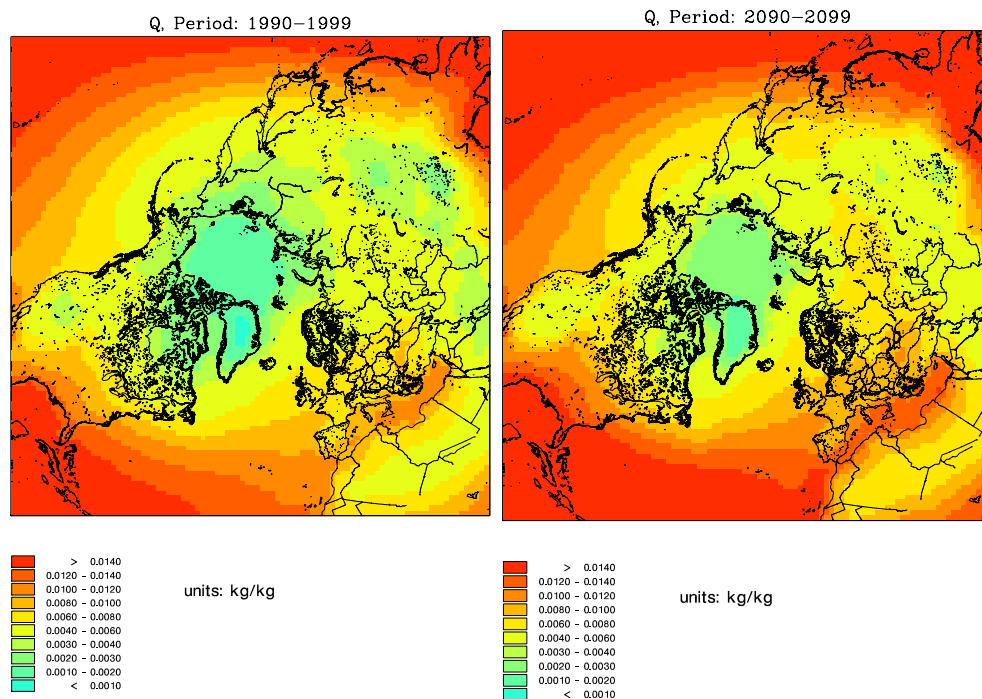 Q, Period: 1990-1999
Q, Period: 2090-2099
> 0.0140
0.0120 - 0.0140
0.0100 - 0.0120
0.0080 - 0.0100
0.0060 - 0.0080
0.0040 - 0.0060
0.0030 - 0.0040
0.0020 - 0.0030
0.0010 - 0.0020
< 0.0010
units: kg/kg
> 0.0140
0.0120 - 0.0140
0.0100 - 0.0120
0.0080 - 0.0100
0.0060 - 0.0080
0.0040 - 0.0060
0.0030 - 0.0040
0.0020 - 0.0030
0.0010 - 0.0020
< 0.0010
units: kg/kg